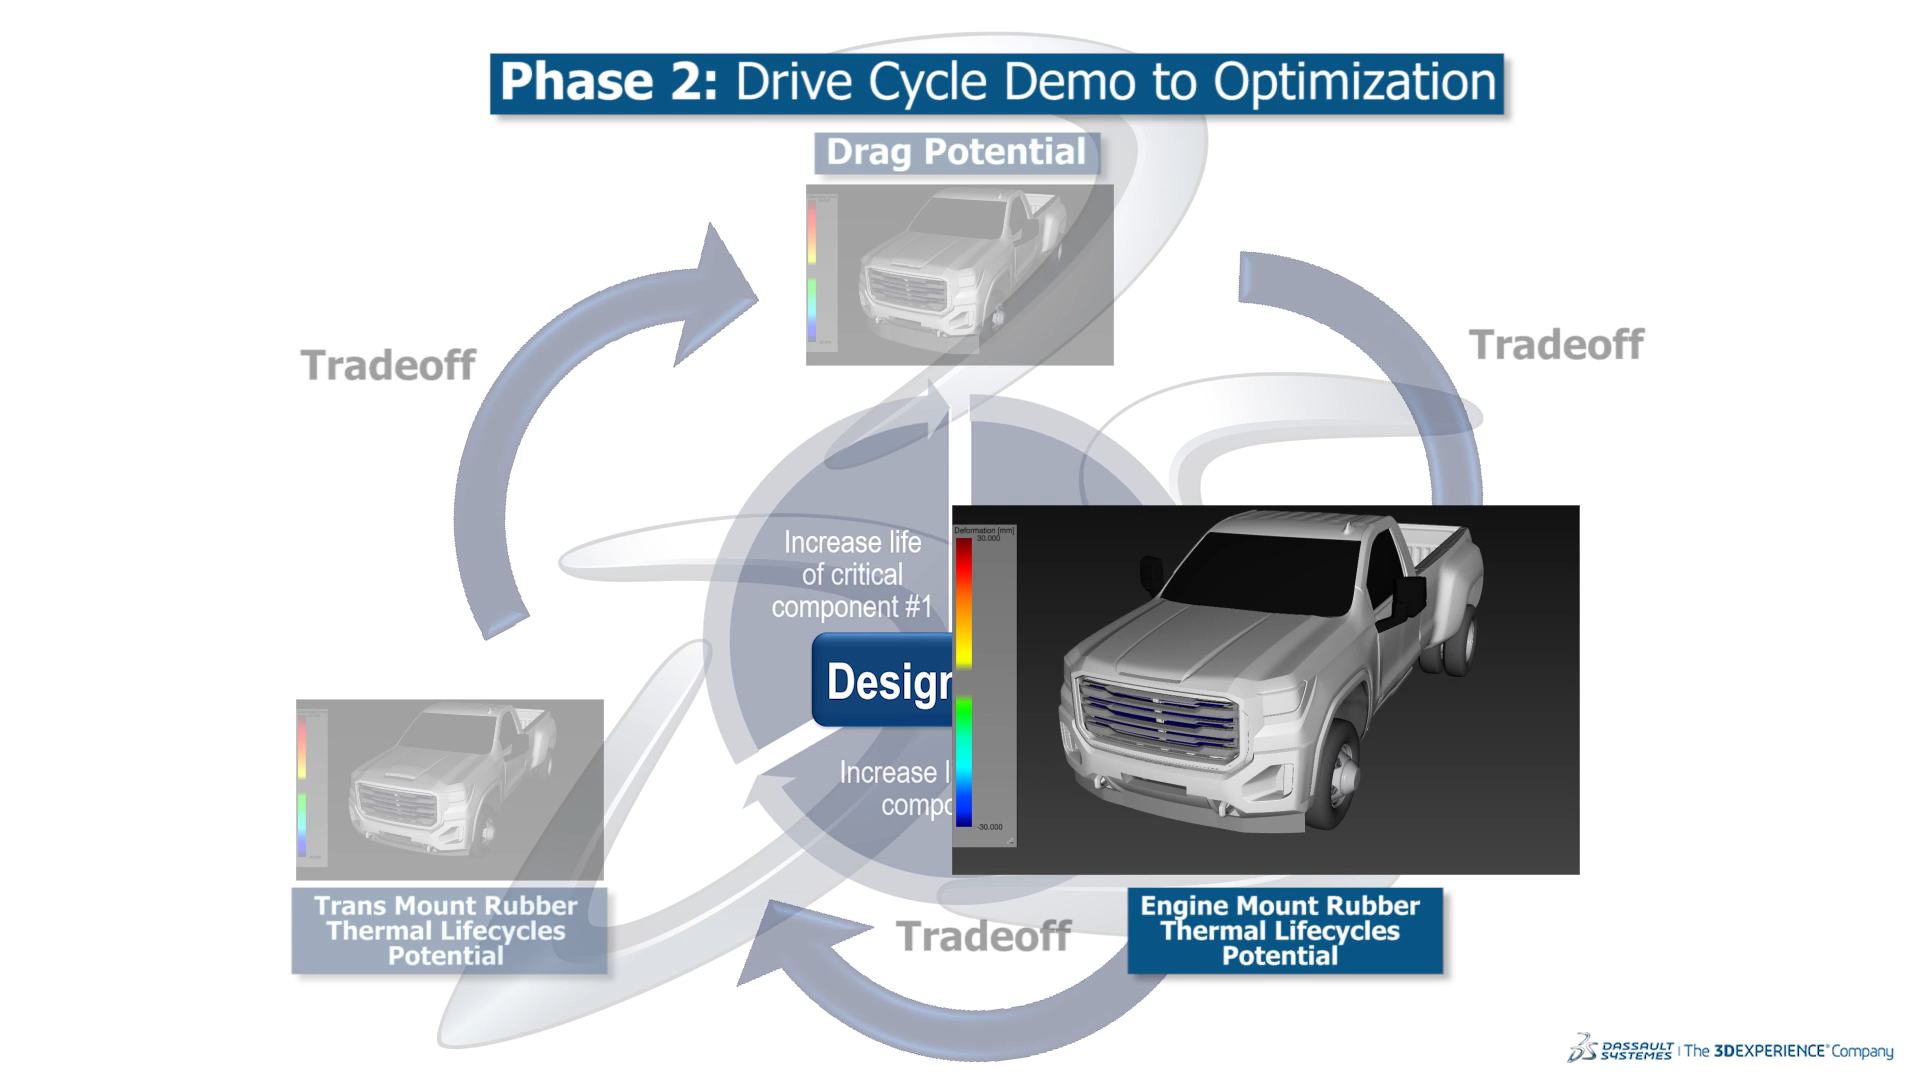 Phase 2: Drive Cycle Demo to Optimization
Drag Potential
Tradeoff
Tradeoff
Increase life
of critical
component #1
Design
Increase
Deformation [mm]
30.000
-30.000
Trans Mount Rubber
Thermal Lifecycles
Potential
Tradeoff
Engine Mount Rubber
Thermal Lifecycles
Potential
DASSAULT SYSTEMES | The 3DEXPERIENCE® Company